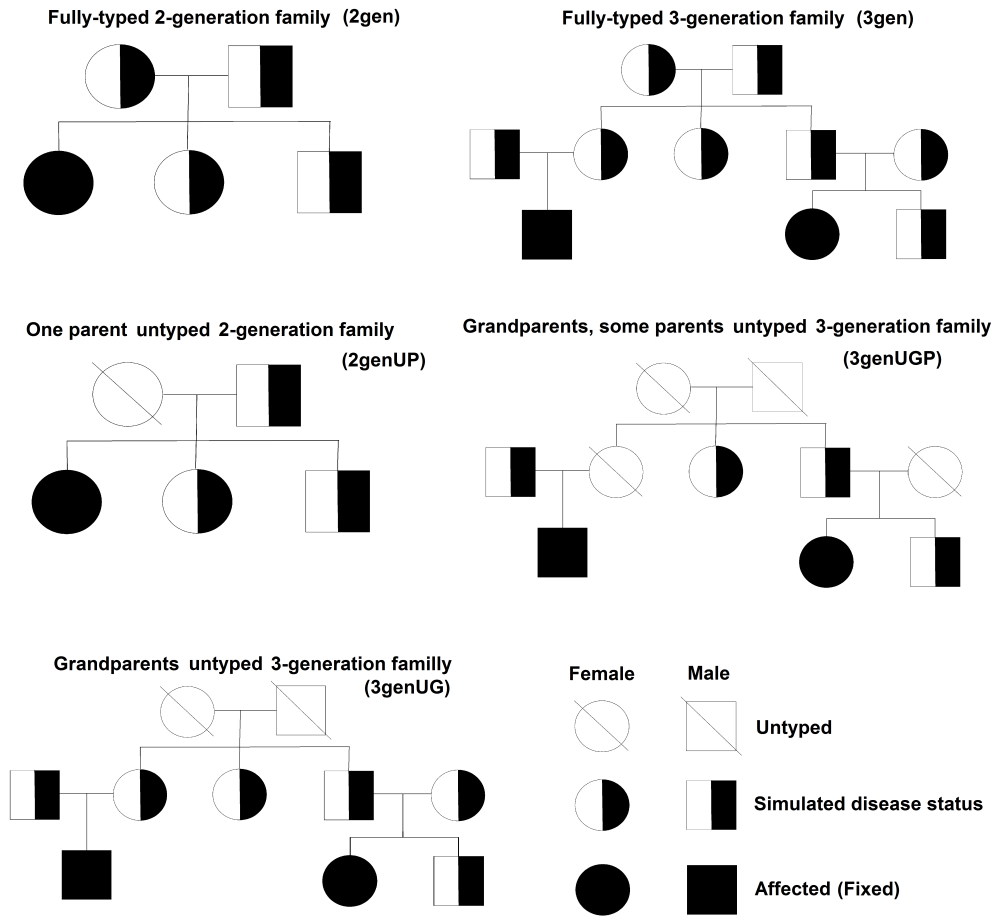 Fully-typed 2-generation family (2gen)
Fully-typed 3-generation family (3gen)
One parent untyped 2-generation family
(2genUP)
Grandparents, some parents untyped 3-generation family
(3genUGP)
Grandparents untyped 3-generation familly
(3genUG)
Female Male
Untyped
Simulated disease status
Affected (Fixed)